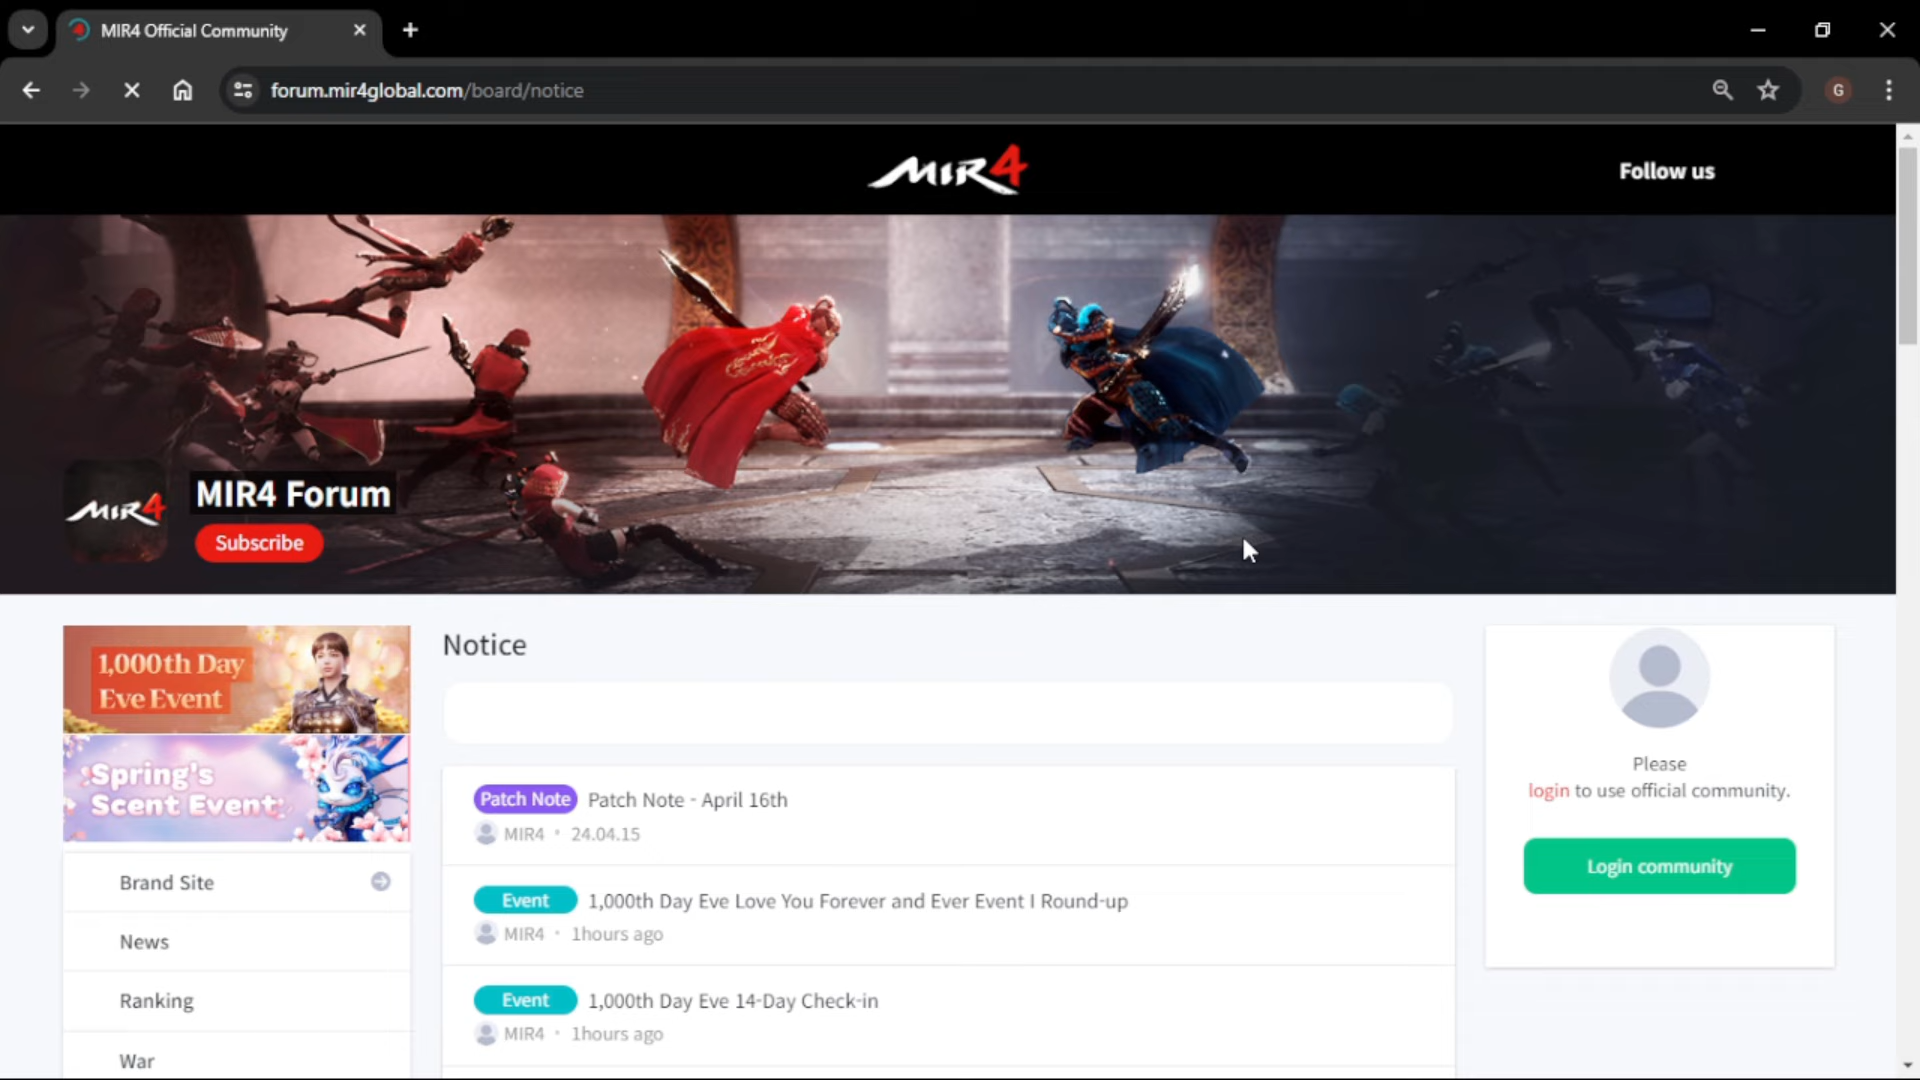 MIR4 Official Community
forum.mir4global.com/board/notice
G
MIR4
Follow us
MIR4
MIR4 Forum
Subscribe
1,000th Day
Eve Event
Spring's
Scent Event
Brand Site
News
Ranking
War
Notice
Patch Note Patch Note - April 16th
MIR4 • 24.04.15
Event 1,000th Day Eve Love You Forever and Ever Event I Round-up
MIR4 • 1hours ago
Event 1,000th Day Eve 14-Day Check-in
MIR4 • 1hours ago
Please
login to use official community.
Login community